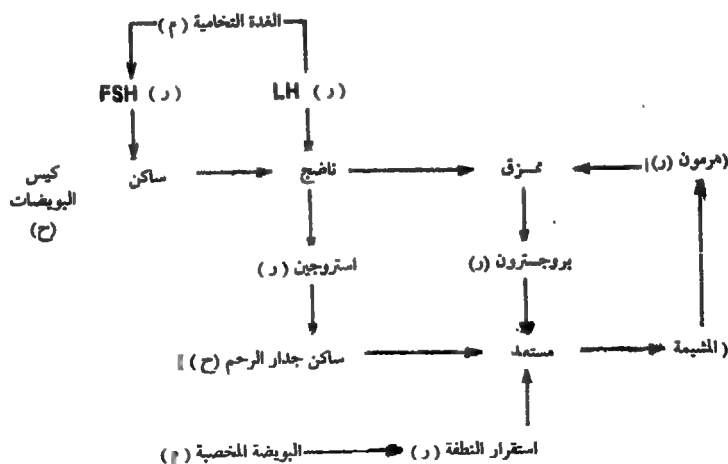 الغدة النخامية (م)
FSH (ر) LH (ر)
كيس البويضات (ح) ساكن ناضج ممزق هرمون (ر)
استروجين (ر) بروجسترون (ر)
ساكن جدار الرحم (ح) مستعد المشيمة
البويضة المخصبة (م) استقرار النطفة (ر)